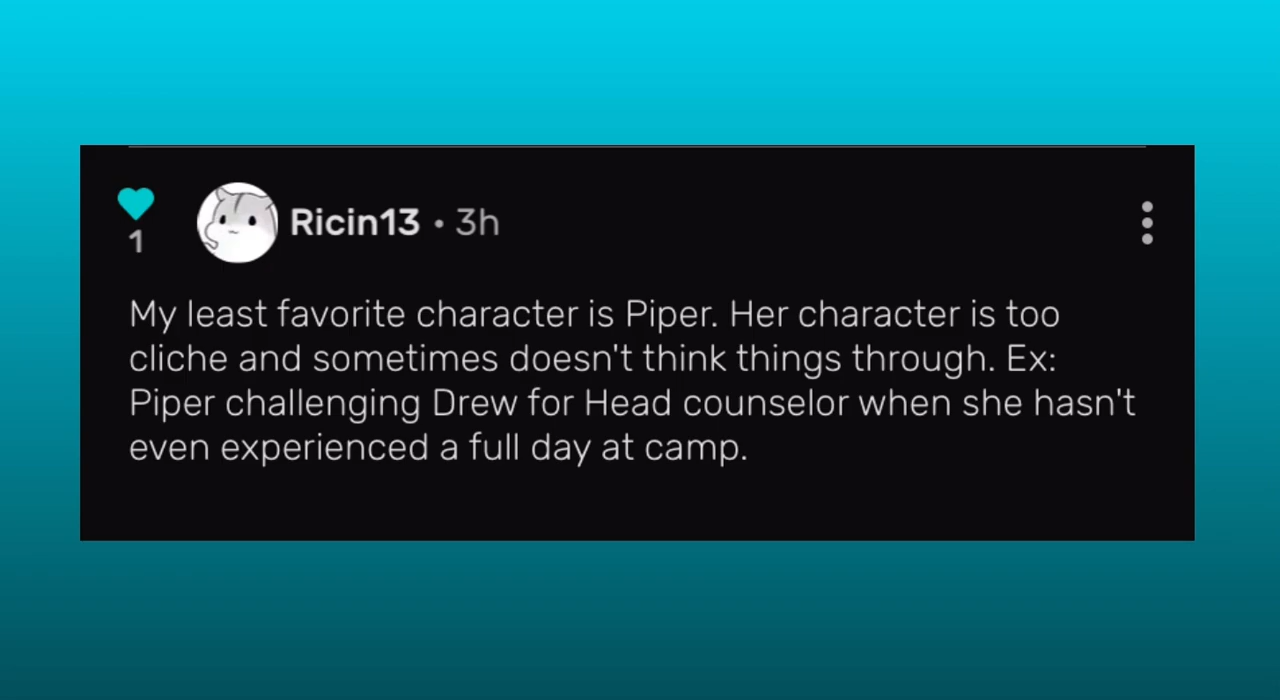 Ricin13 • 3h
1
My least favorite character is Piper. Her character is too
cliche and sometimes doesn't think things through. Ex:
Piper challenging Drew for Head counselor when she hasn't
even experienced a full day at camp.